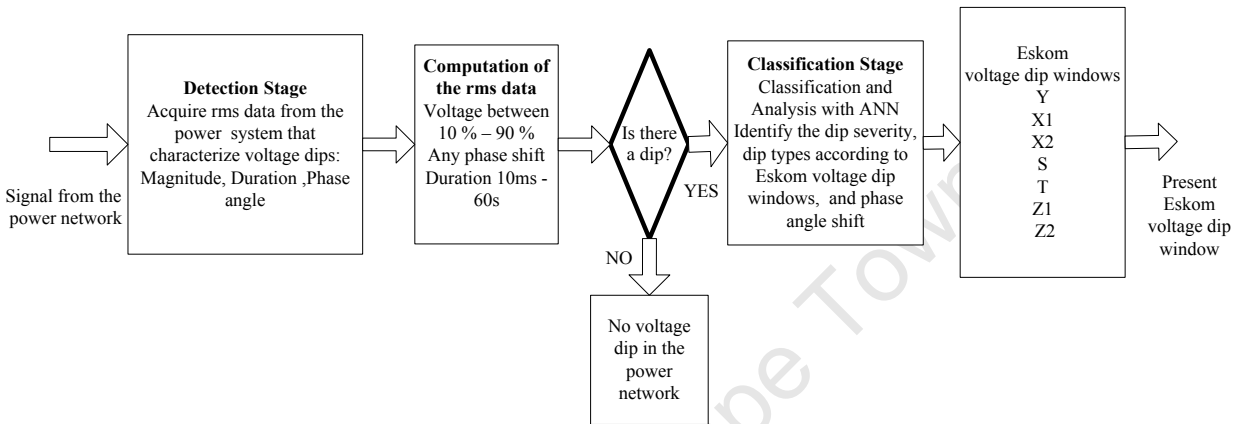 Signal from the
power network
Detection Stage
Acquire rms data from the
power system that
characterize voltage dips:
Magnitude, Duration ,Phase
angle
Computation of
the rms data
Voltage between
10 % – 90 %
Any phase shift
Duration 10ms -
60s
Is there
a dip?
YES
NO
No voltage
dip in the
power
network
Classification Stage
Classification and
Analysis with ANN
Identify the dip severity,
dip types according to
Eskom voltage dip
windows, and phase
angle shift
Eskom
voltage dip windows
Y
X1
X2
S
T
Z1
Z2
Present
Eskom
voltage dip
window
pe Town